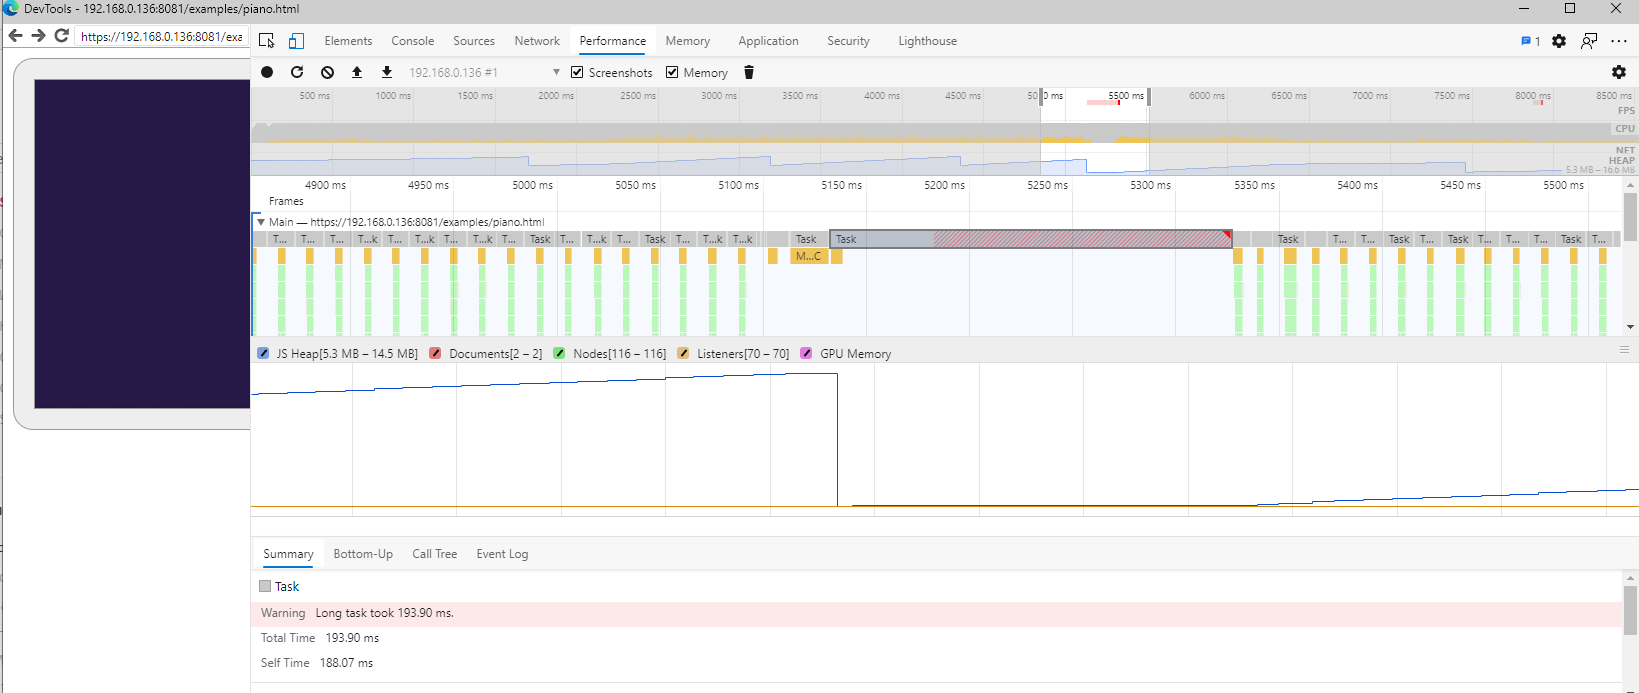 DevTools - 192.168.0.136:8081/examples/piano.html
https://192.168.0.136:8081/exa
Elements Console Sources Network Performance Memory Application Security Lighthouse 1
192.168.0.136 #1 Screenshots Memory
500 ms 1000 ms 1500 ms 2000 ms 2500 ms 3000 ms 3500 ms 4000 ms 4500 ms 50 0 ms 5500 ms 6000 ms 6500 ms 7000 ms 7500 ms 8000 ms 8500 ms
FPS
CPU
NET
HEAP
5.3 MB – 16.6 MB
4900 ms 4950 ms 5000 ms 5050 ms 5100 ms 5150 ms 5200 ms 5250 ms 5300 ms 5350 ms 5400 ms 5450 ms 5500 ms
Frames
Main — https://192.168.0.136:8081/examples/piano.html
T... T... T... T...k T... T...k T... T...k T... Task T... T...k T... Task T... T...k T...k Task Task Task T... T... Task T... Task T... T... T... Task T...
M...C
JS Heap[5.3 MB – 14.5 MB] Documents[2 – 2] Nodes[116 – 116] Listeners[70 – 70] GPU Memory
Summary Bottom-Up Call Tree Event Log
Task
Warning Long task took 193.90 ms.
Total Time 193.90 ms
Self Time 188.07 ms